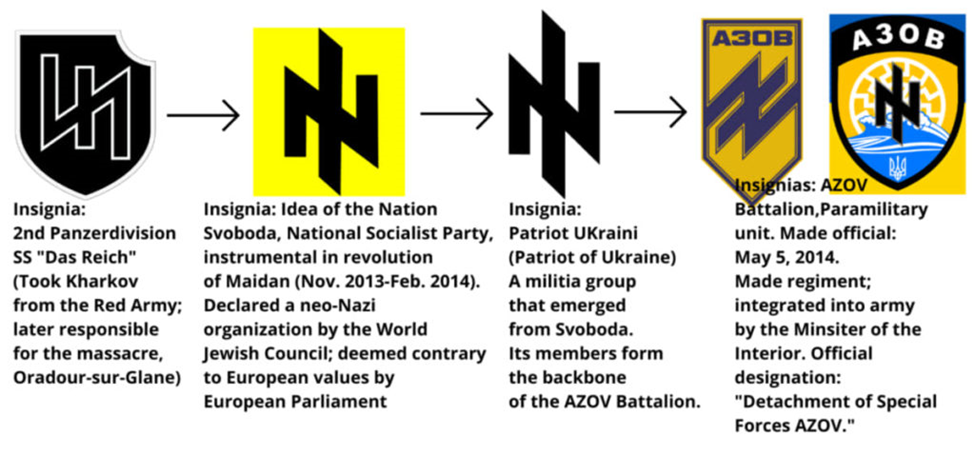 АЗОВ
АЗОВ
Insignia:
2nd Panzerdivision
SS "Das Reich"
(Took Kharkov
from the Red Army;
later responsible
for the massacre,
Oradour-sur-Glane)
Insignia: Idea of the Nation
Svoboda, National Socialist Party,
instrumental in revolution
of Maidan (Nov. 2013-Feb. 2014).
Declared a neo-Nazi
organization by the World
Jewish Council; deemed contrary
to European values by
European Parliament
Insignia:
Patriot UKraini
(Patriot of Ukraine)
A militia group
that emerged
from Svoboda.
Its members form
the backbone
of the AZOV Battalion.
Insignias: AZOV
Battalion,Paramilitary
unit. Made official:
May 5, 2014.
Made regiment;
integrated into army
by the Minsiter of the
Interior. Official
designation:
"Detachment of Special
Forces AZOV."